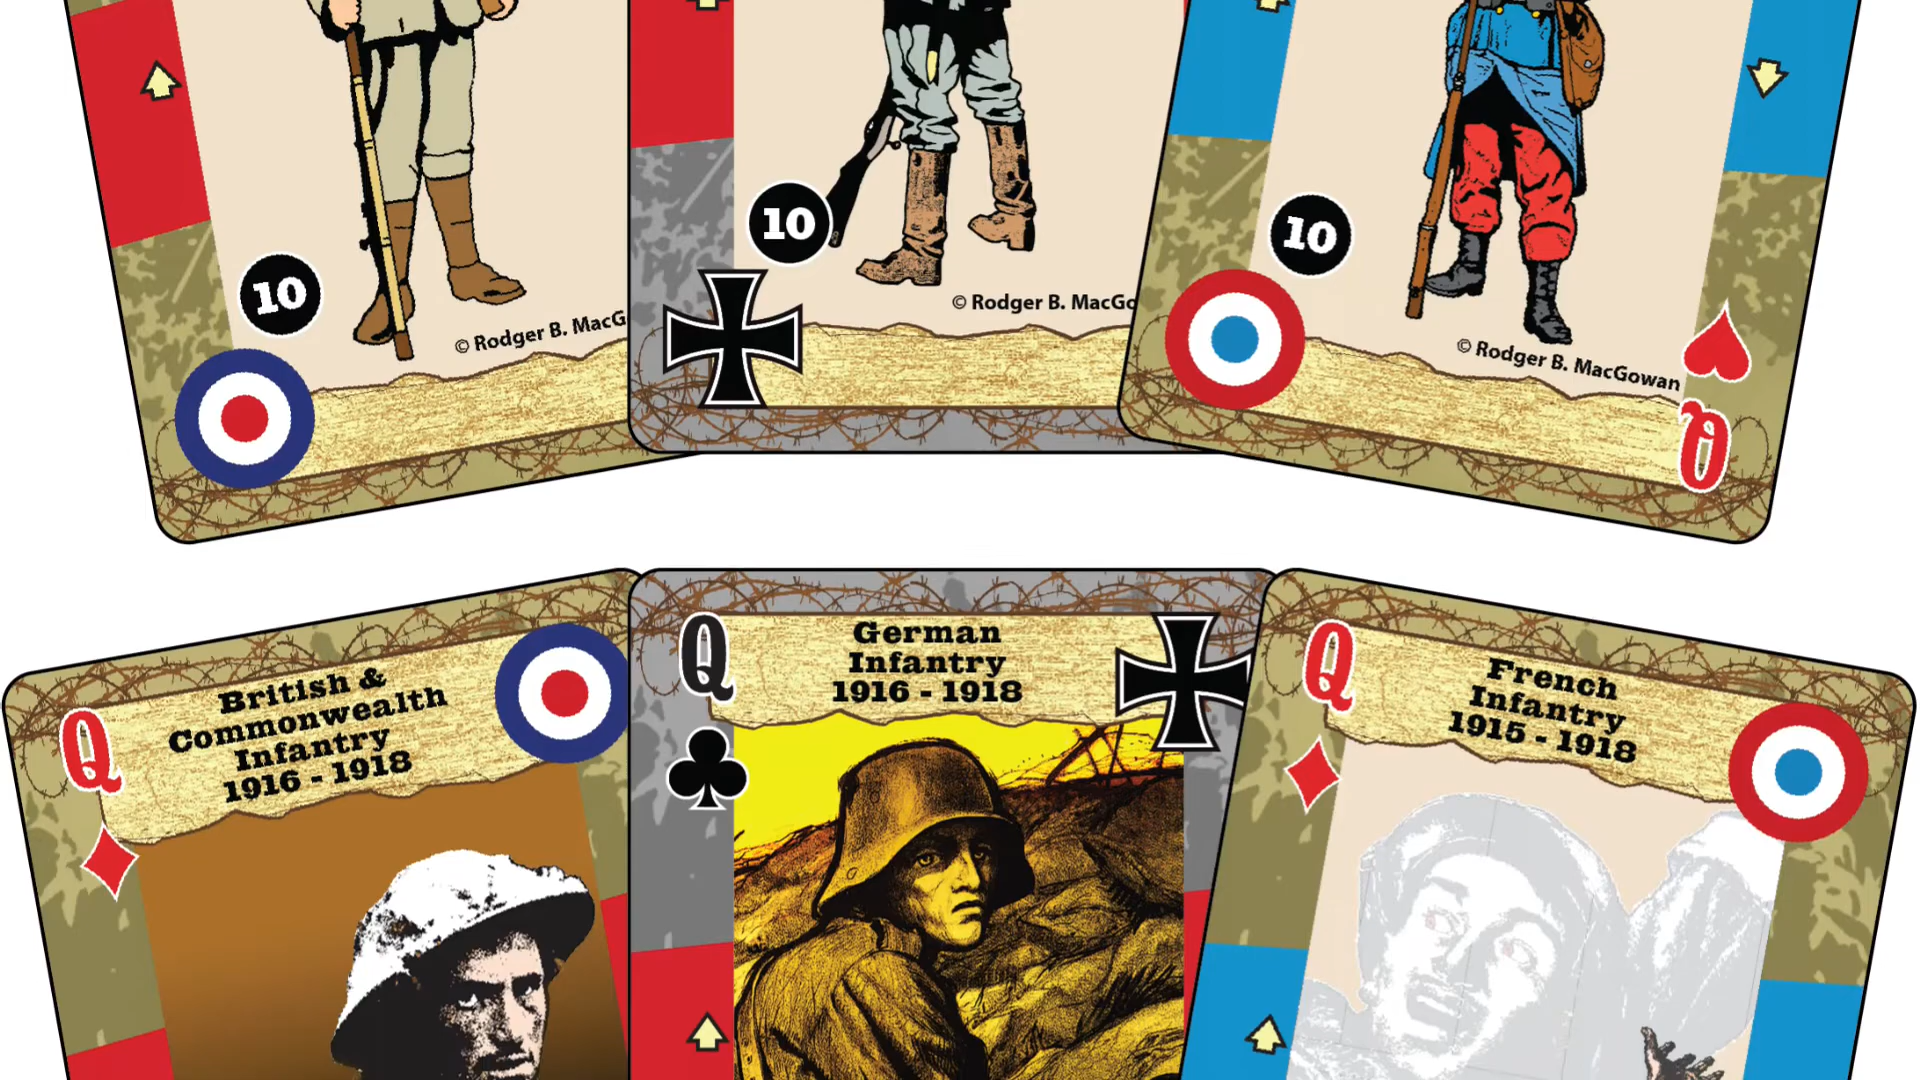 10
© Rodger B. MacG
10
© Rodger B. MacGo
10
© Rodger B. MacGowan
Q
Q
British &
Commonwealth
Infantry
1916 - 1918
Q
German
Infantry
1916 - 1918
Q
French
Infantry
1915 - 1918